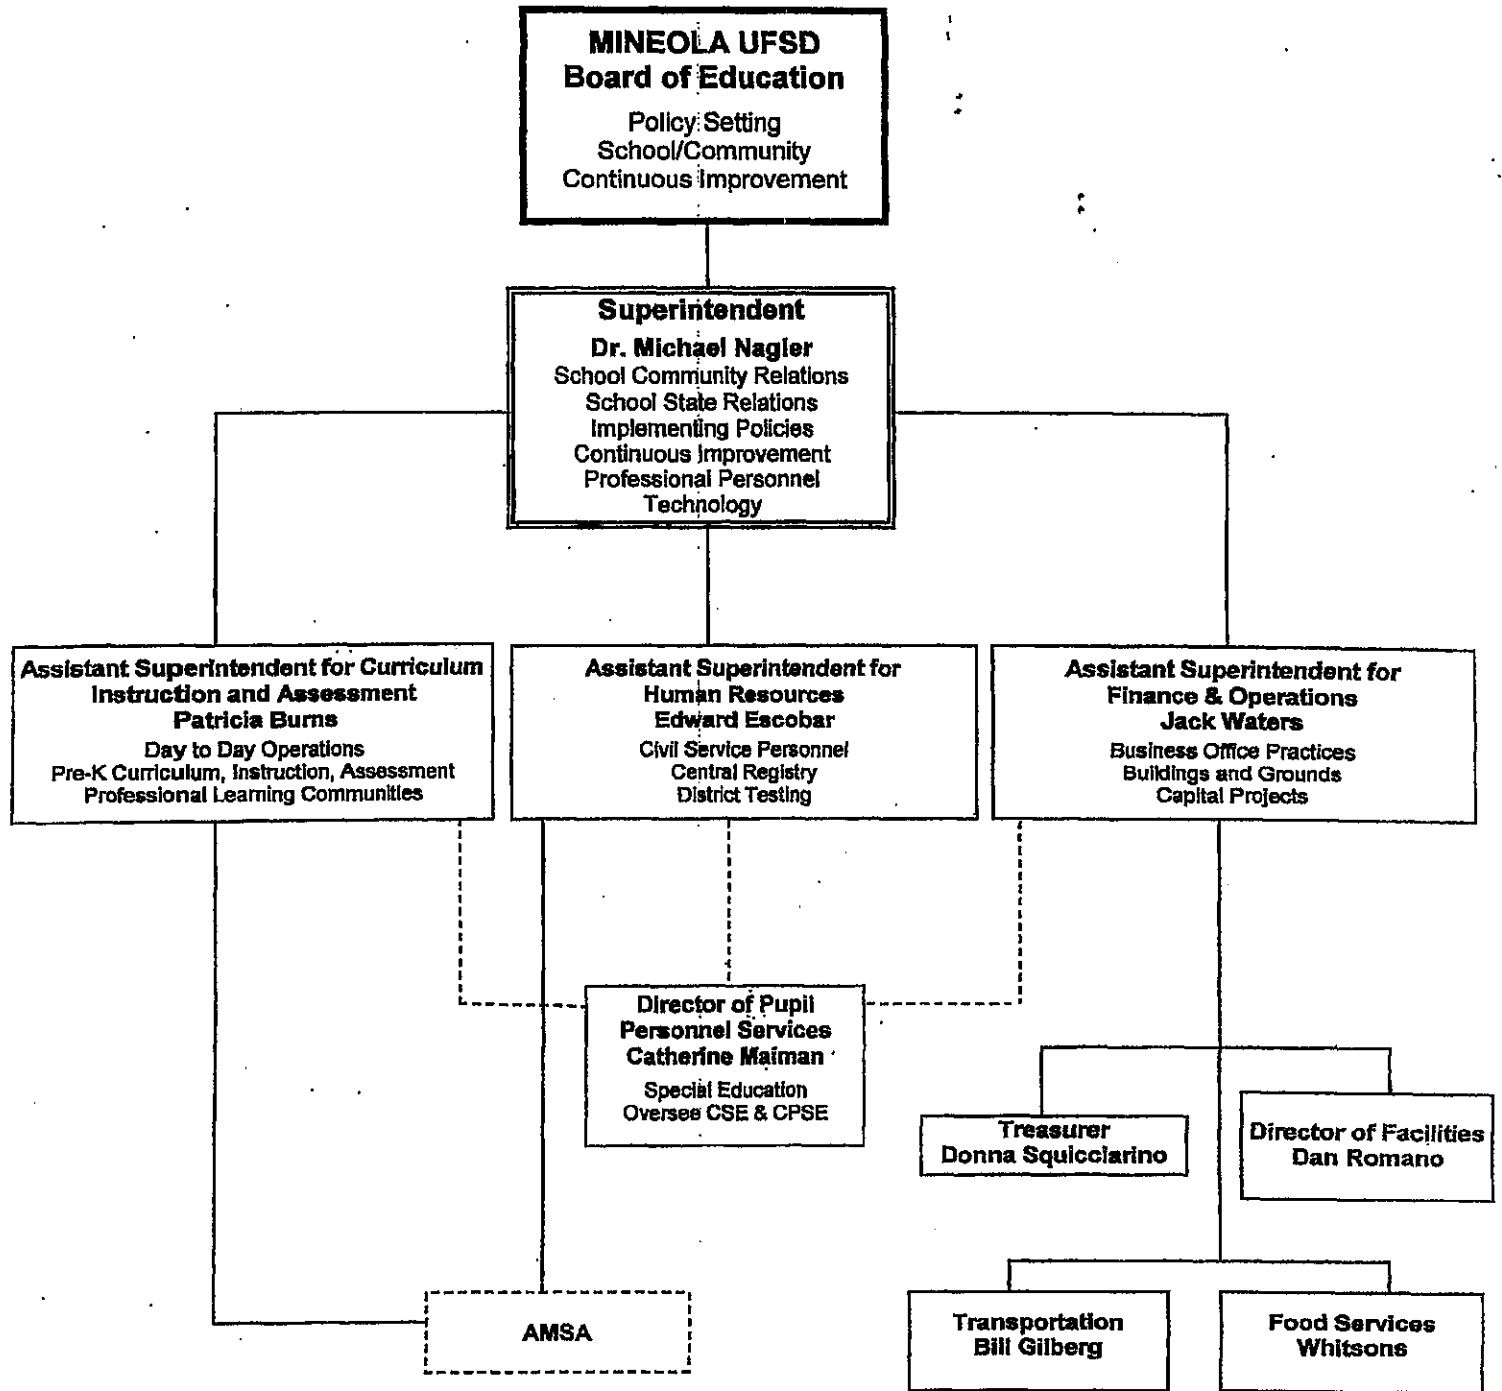 MINEOLA UFSD
Board of Education
Policy Setting
School/Community
Continuous Improvement
Superintendent
Dr. Michael Nagler
School Community Relations
School State Relations
Implementing Policies
Continuous Improvement
Professional Personnel
Technology
Assistant Superintendent for Curriculum
Instruction and Assessment
Patricia Burns
Day to Day Operations
Pre-K Curriculum, Instruction, Assessment
Professional Learning Communities
Assistant Superintendent for
Human Resources
Edward Escobar
Civil Service Personnel
Central Registry
District Testing
Assistant Superintendent for
Finance & Operations
Jack Waters
Business Office Practices
Buildings and Grounds
Capital Projects
Director of Pupil
Personnel Services
Catherine Maiman
Special Education
Oversee CSE & CPSE
Treasurer
Donna Squicciarino
Director of Facilities
Dan Romano
AMSA
Transportation
Bill Gilberg
Food Services
Whitsons